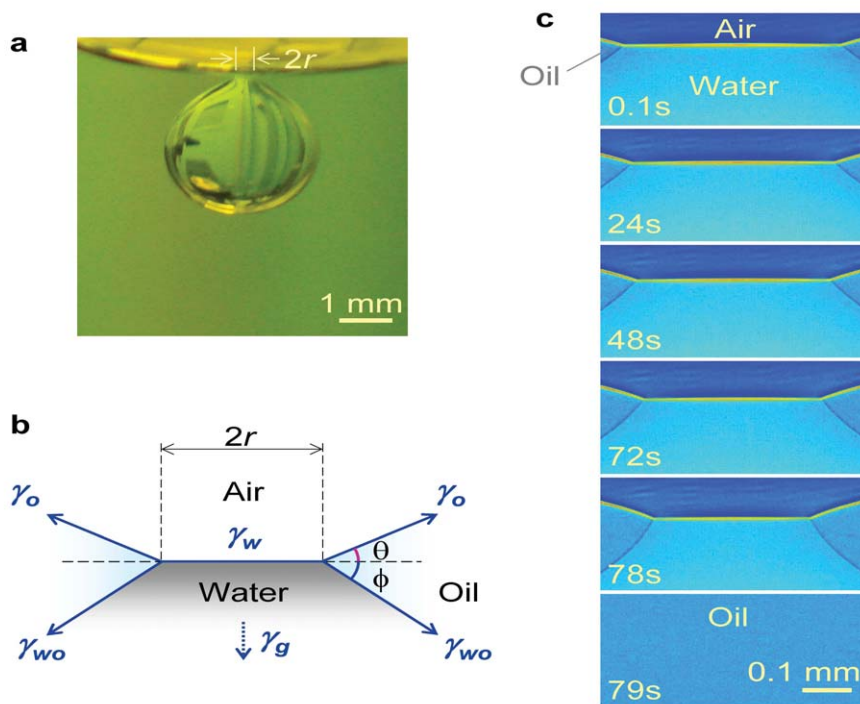 a
2r
1 mm
b
2r
γo
Air
γo
γw
θ
ϕ
Water
Oil
γwo
γg
γwo
c
Air
Oil
Water
0.1s
24s
48s
72s
78s
Oil
0.1 mm
79s